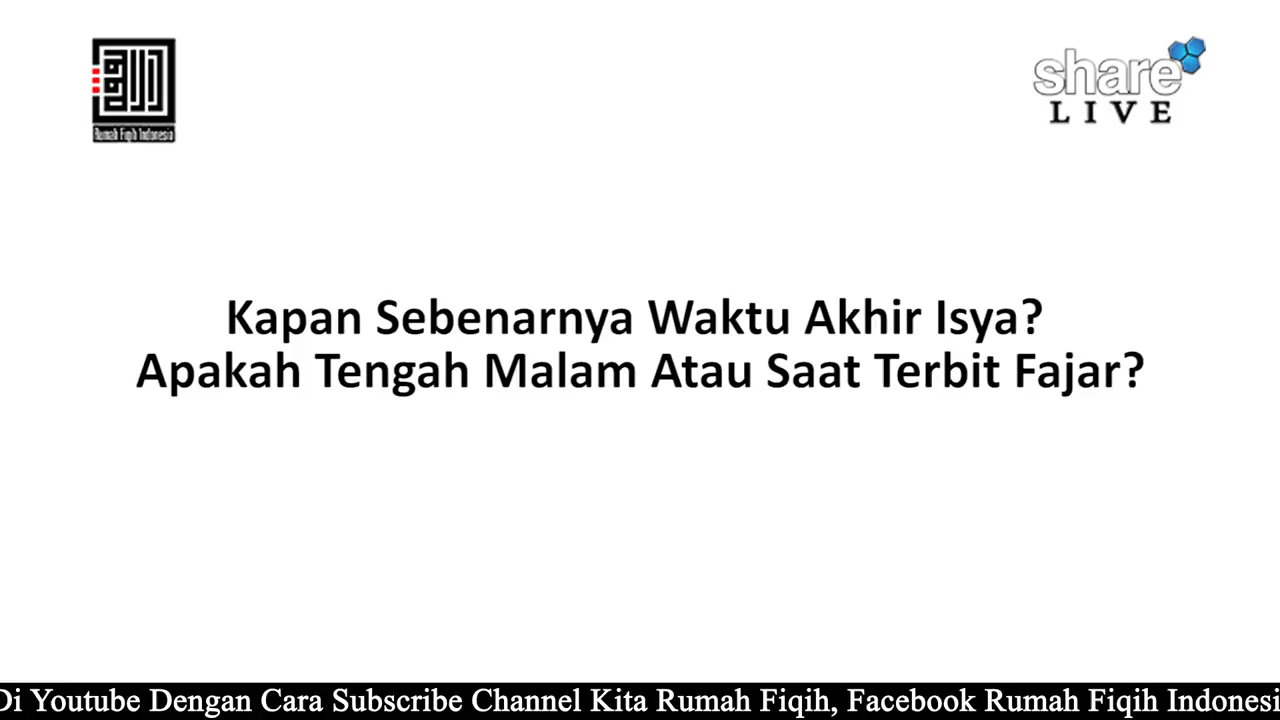 Rumah Fiqih Indonesia
share
LIVE
Kapan Sebenarnya Waktu Akhir Isya?
Apakah Tengah Malam Atau Saat Terbit Fajar?
Di Youtube Dengan Cara Subscribe Channel Kita Rumah Fiqih, Facebook Rumah Fiqih Indonesi